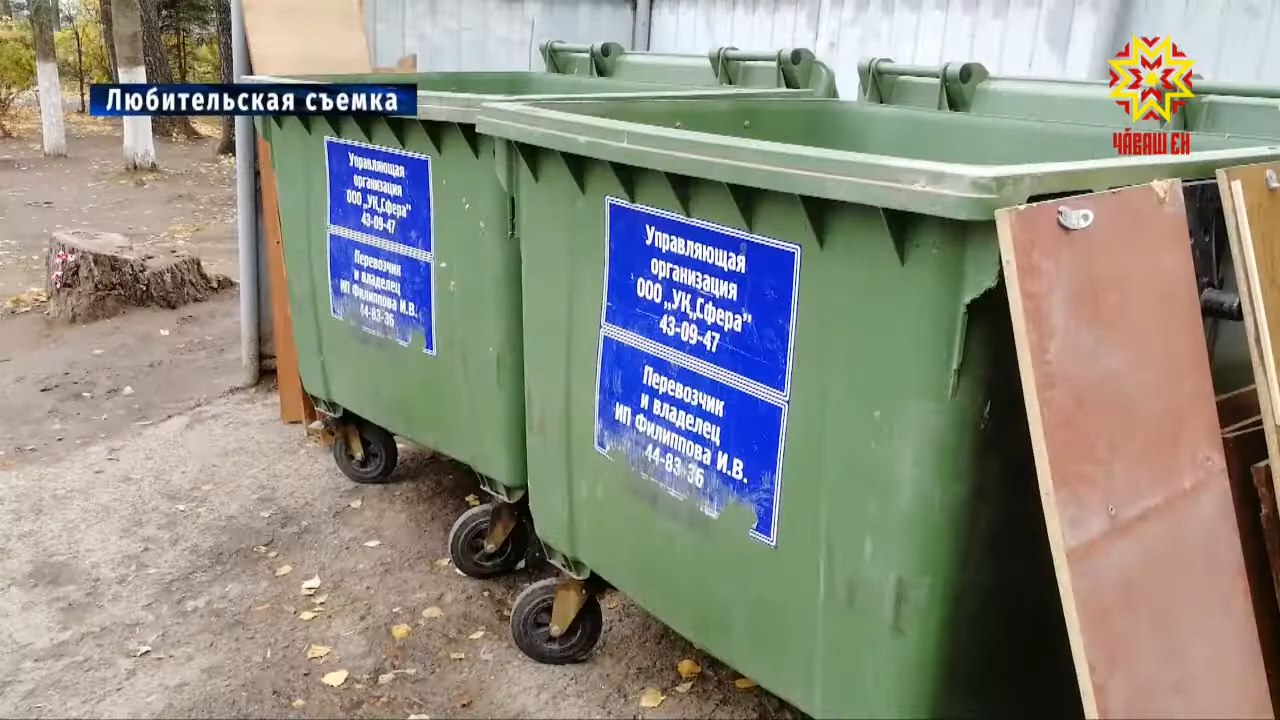 Любительская съемка
ЧӐВАШ ЕН
Управляющая
организация
ООО „УК„Сфера”
43-09-47
Перевозчик
и владелец
ИП Филиппова И.В.
44-83-36
Управляющая
организация
ООО „УК„Сфера”
43-09-47
Перевозчик
и владелец
ИП Филиппова И.В.
44-83-36